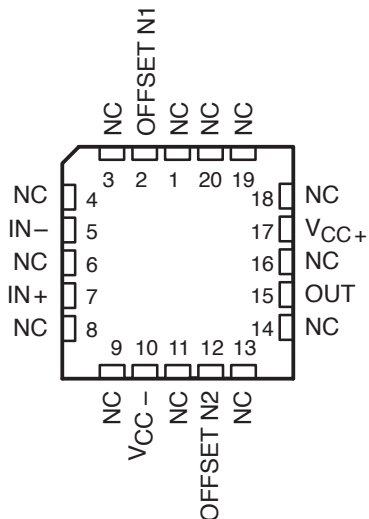 NC
OFFSET N1
NC
NC
NC
3 2 1 20 19
NC 4
IN– 5
NC 6
IN+ 7
NC 8
18 NC
17 VCC+
16 NC
15 OUT
14 NC
9 10 11 12 13
NC
VCC –
NC
OFFSET N2
NC